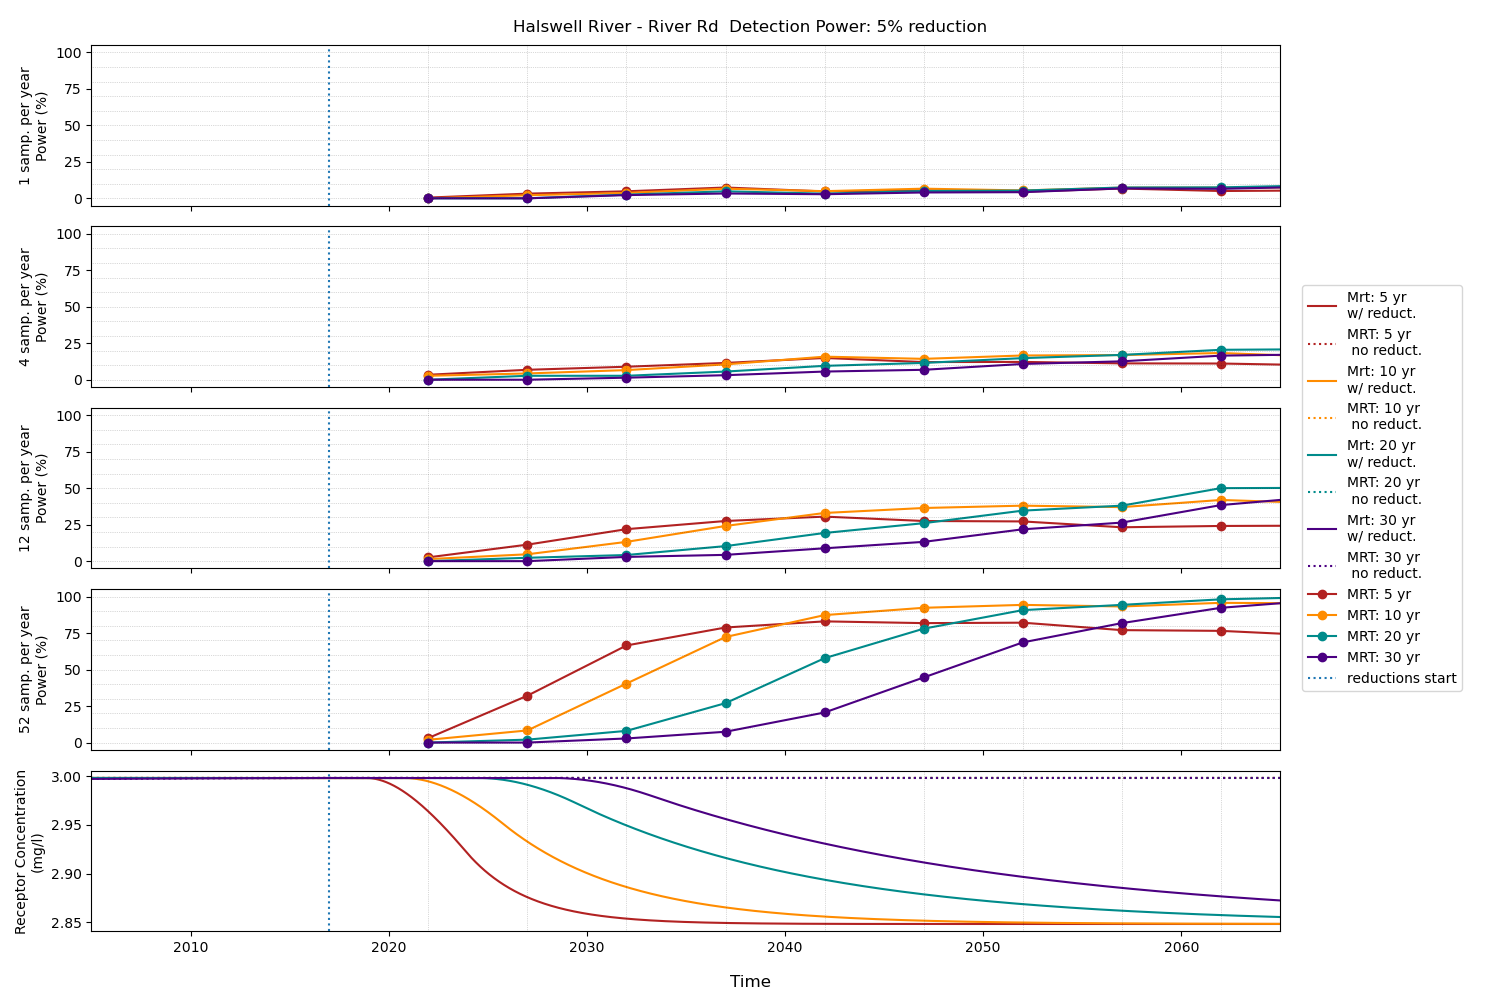 Halswell River - River Rd  Detection Power: 5% reduction
1 samp. per year
Power (%)
100
75
50
25
0
4 samp. per year
Power (%)
100
75
50
25
0
12 samp. per year
Power (%)
100
75
50
25
0
52 samp. per year
Power (%)
100
75
50
25
0
Receptor Concentration
(mg/l)
3.00
2.95
2.90
2.85
2010
2020
2030
2040
2050
2060
Time
Mrt: 5 yr
w/ reduct.
MRT: 5 yr
no reduct.
Mrt: 10 yr
w/ reduct.
MRT: 10 yr
no reduct.
Mrt: 20 yr
w/ reduct.
MRT: 20 yr
no reduct.
Mrt: 30 yr
w/ reduct.
MRT: 30 yr
no reduct.
MRT: 5 yr
MRT: 10 yr
MRT: 20 yr
MRT: 30 yr
reductions start